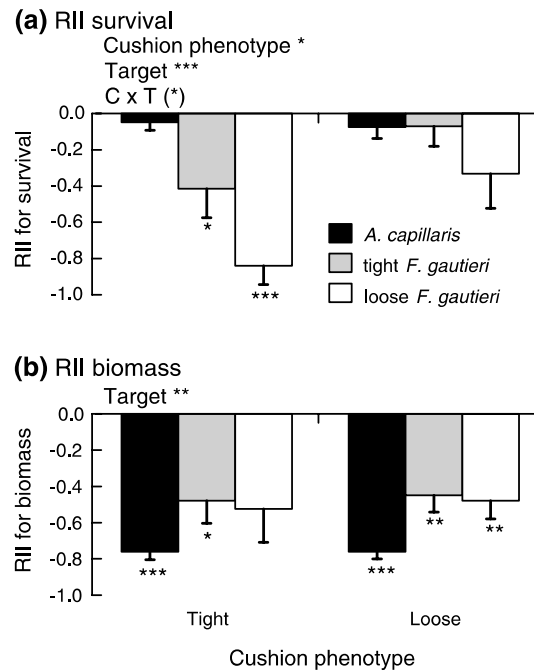 (a) RII survival
Cushion phenotype *
Target ***
C x T (*)
0.0
-0.2
-0.4
-0.6
-0.8
-1.0
RII for survival
*
***
A. capillaris
tight F. gautieri
loose F. gautieri
(b) RII biomass
Target **
0.0
-0.2
-0.4
-0.6
-0.8
-1.0
RII for biomass
***
*
***
**
**
Tight
Loose
Cushion phenotype